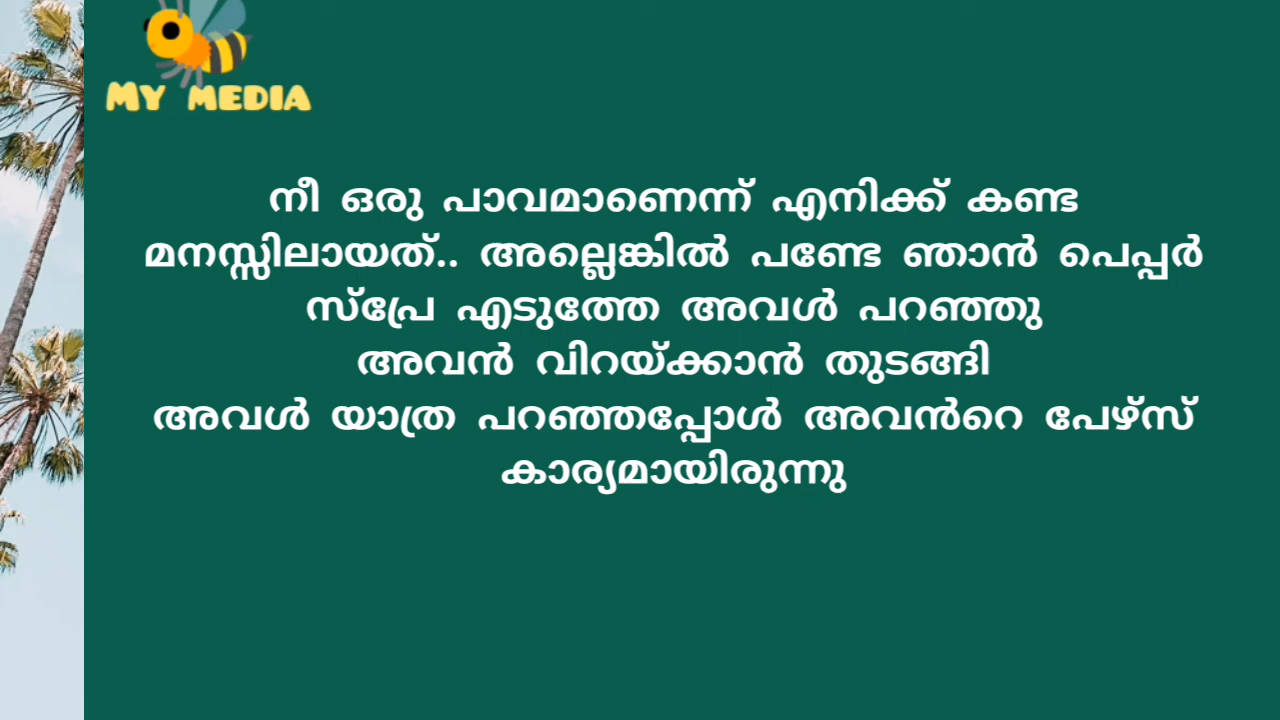 MY MEDIA
നീ ഒരു പാവമാണെന്ന് എനിക്ക് കണ്ട
മനസ്സിലായത്.. അല്ലെങ്കിൽ പണ്ടേ ഞാൻ പെപ്പർ
സ്പ്രേ എടുത്തേ അവൾ പറഞ്ഞു
അവൻ വിറയ്ക്കാൻ തുടങ്ങി
അവൾ യാത്ര പറഞ്ഞപ്പോൾ അവൻറെ പേഴ്സ്
കാര്യമായിരുന്നു